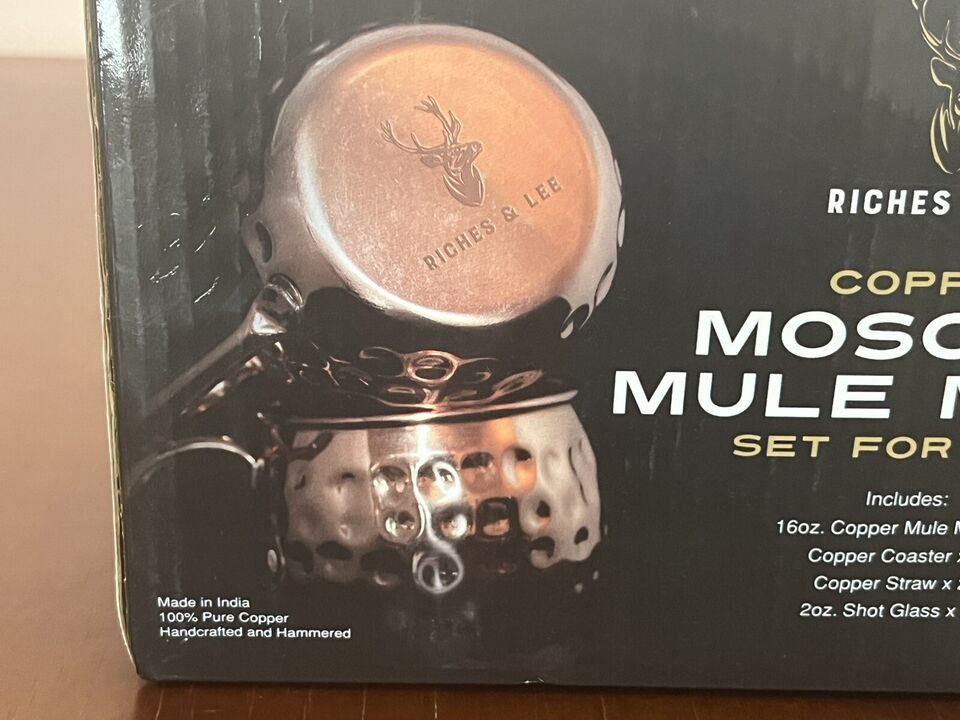 RICHES & LEE
RICHES
COPP
MOSC
MULE M
SET FOR
Includes:
16oz. Copper Mule M
Copper Coaster x
Copper Straw x 2
2oz. Shot Glass x
Made in India
100% Pure Copper
Handcrafted and Hammered